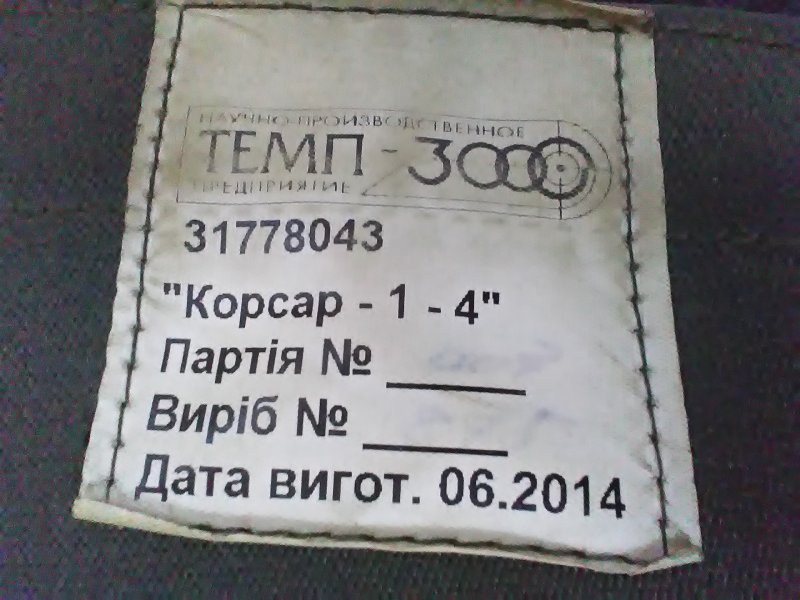 НАУЧНО-ПРОИЗВОДСТВЕННОЕ
ТЕМП-3000
ПРЕДПРИЯТИЕ
31778043
"Корсар - 1 - 4"
Партія №
Виріб №
Дата вигот. 06.2014